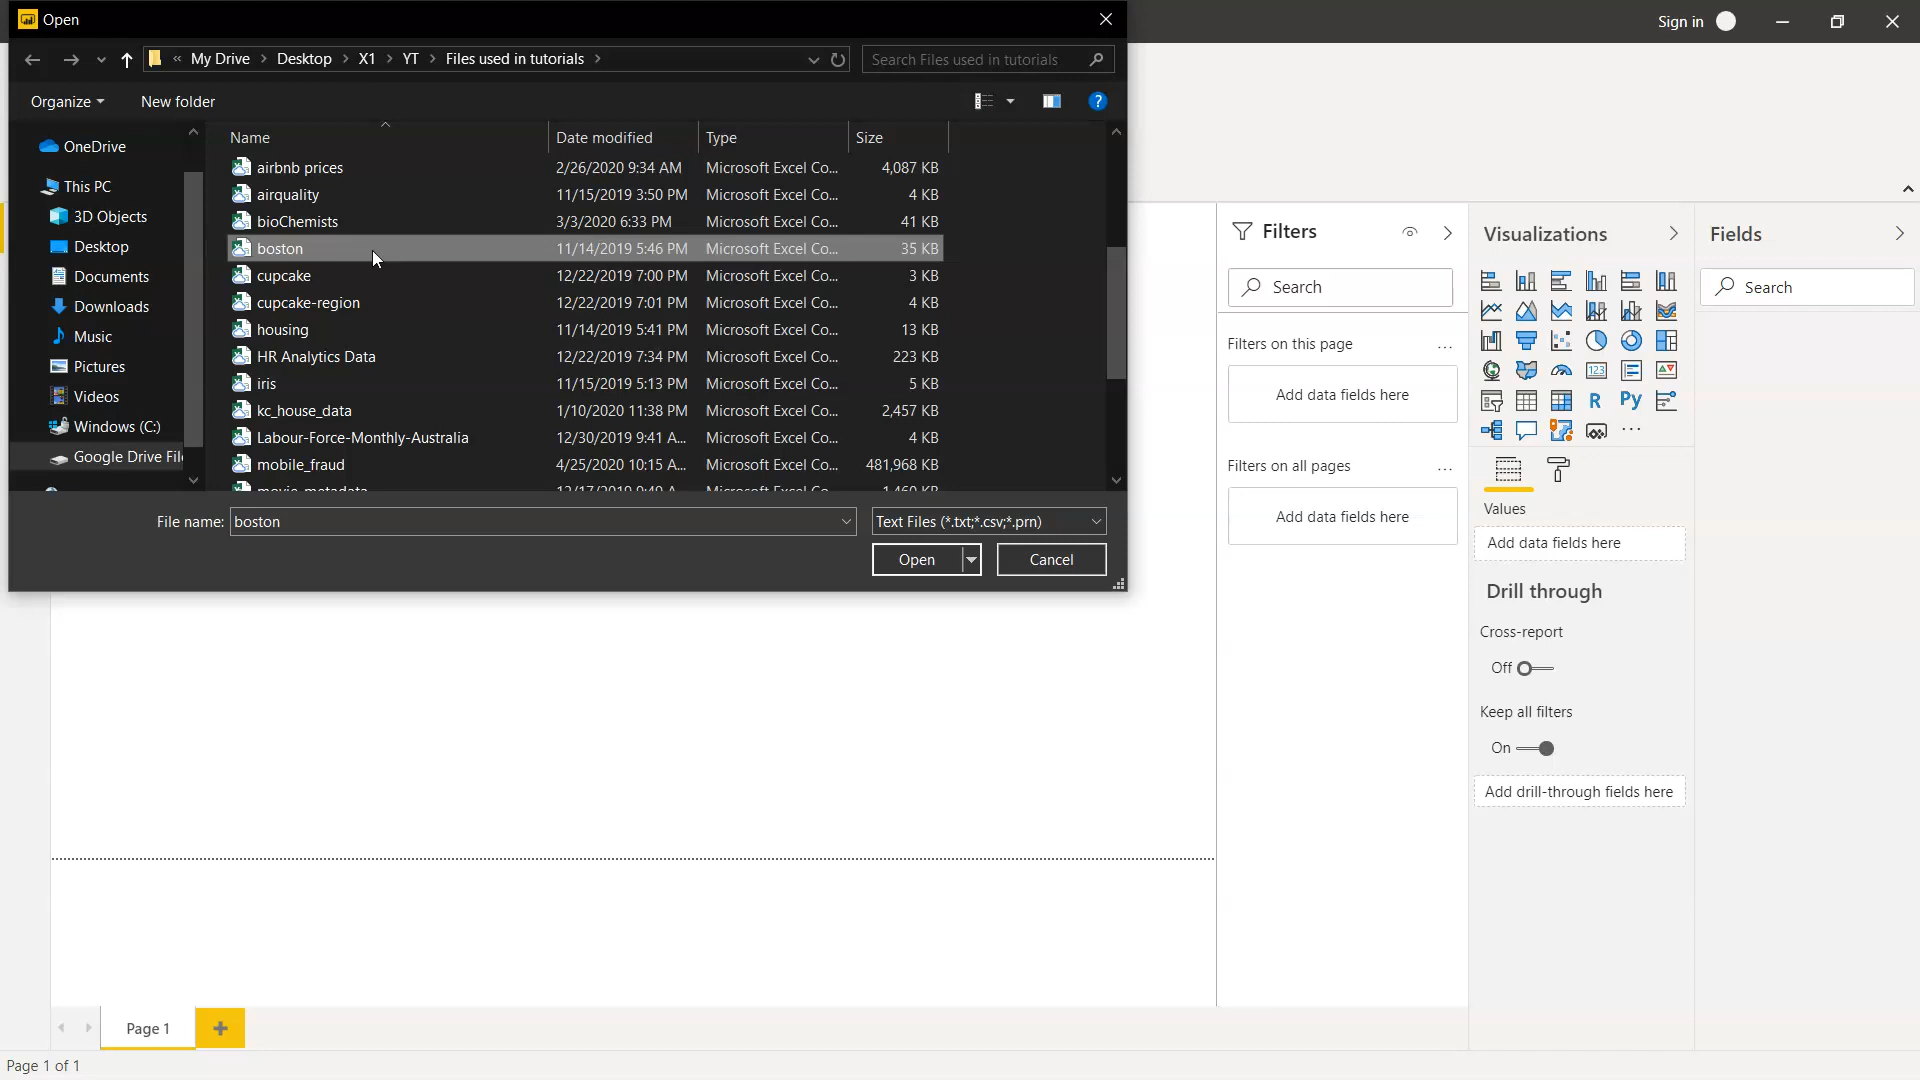 Open
Sign in
« My Drive > Desktop > X1 > YT > Files used in tutorials >
Search Files used in tutorials
Organize
New folder
?
Name Date modified Type Size
OneDrive
This PC
3D Objects
Desktop
Documents
Downloads
Music
Pictures
Videos
Windows (C:)
Google Drive File
airbnb prices 2/26/2020 9:34 AM Microsoft Excel Co... 4,087 KB
airquality 11/15/2019 3:50 PM Microsoft Excel Co... 4 KB
bioChemists 3/3/2020 6:33 PM Microsoft Excel Co... 41 KB
boston 11/14/2019 5:46 PM Microsoft Excel Co... 35 KB
cupcake 12/22/2019 7:00 PM Microsoft Excel Co... 3 KB
cupcake-region 12/22/2019 7:01 PM Microsoft Excel Co... 4 KB
housing 11/14/2019 5:41 PM Microsoft Excel Co... 13 KB
HR Analytics Data 12/22/2019 7:34 PM Microsoft Excel Co... 223 KB
iris 11/15/2019 5:13 PM Microsoft Excel Co... 5 KB
kc_house_data 1/10/2020 11:38 PM Microsoft Excel Co... 2,457 KB
Labour-Force-Monthly-Australia 12/30/2019 9:41 A... Microsoft Excel Co... 4 KB
mobile_fraud 4/25/2020 10:15 A... Microsoft Excel Co... 481,968 KB
File name: boston
Text Files (*.txt;*.csv;*.prn)
Open
Cancel
Filters
Search
Filters on this page ...
Add data fields here
Filters on all pages ...
Add data fields here
Visualizations
123
R
Py
...
Values
Add data fields here
Drill through
Cross-report
Off
Keep all filters
On
Add drill-through fields here
Fields
Search
Page 1
Page 1 of 1